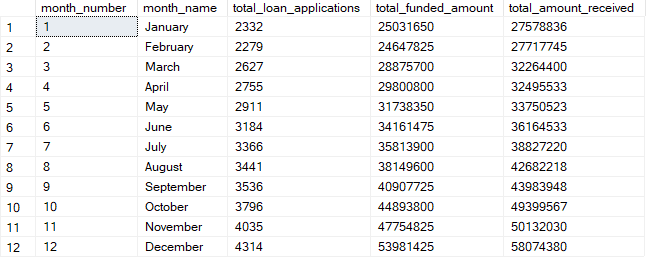 month_number month_name total_loan_applications total_funded_amount total_amount_received
1 1 January 2332 25031650 27578836
2 2 February 2279 24647825 27717745
3 3 March 2627 28875700 32264400
4 4 April 2755 29800800 32495533
5 5 May 2911 31738350 33750523
6 6 June 3184 34161475 36164533
7 7 July 3366 35813900 38827220
8 8 August 3441 38149600 42682218
9 9 September 3536 40907725 43983948
10 10 October 3796 44893800 49399567
11 11 November 4035 47754825 50132030
12 12 December 4314 53981425 58074380